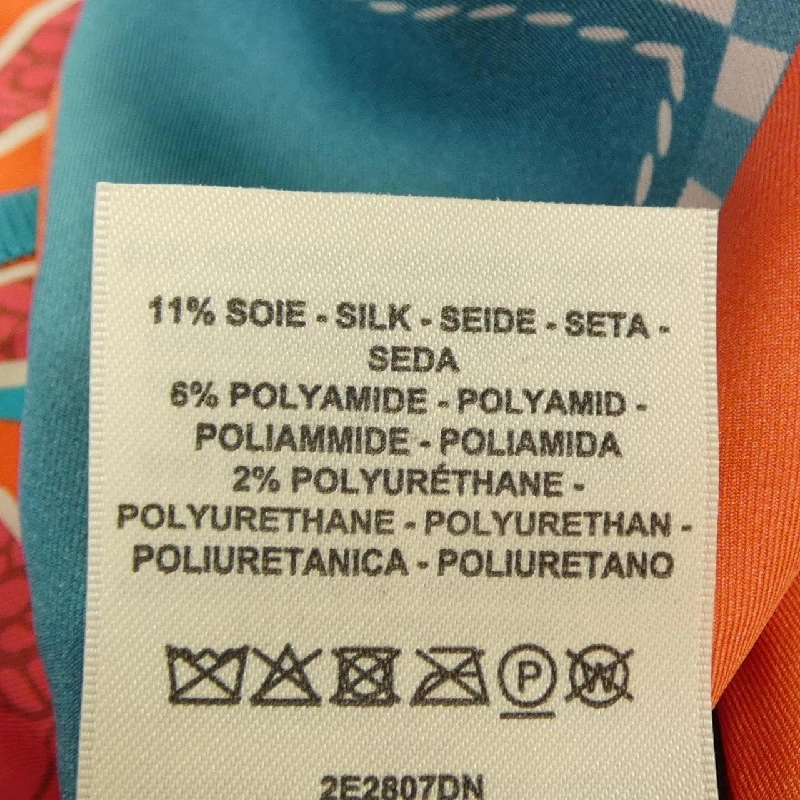 11% SOIE - SILK - SEIDE - SETA -
SEDA
6% POLYAMIDE - POLYAMID -
POLIAMMIDE - POLIAMIDA
2% POLYURÉTHANE -
POLYURETHANE - POLYURETHAN -
POLIURETANICA - POLIURETANO
P W
2E2807DN